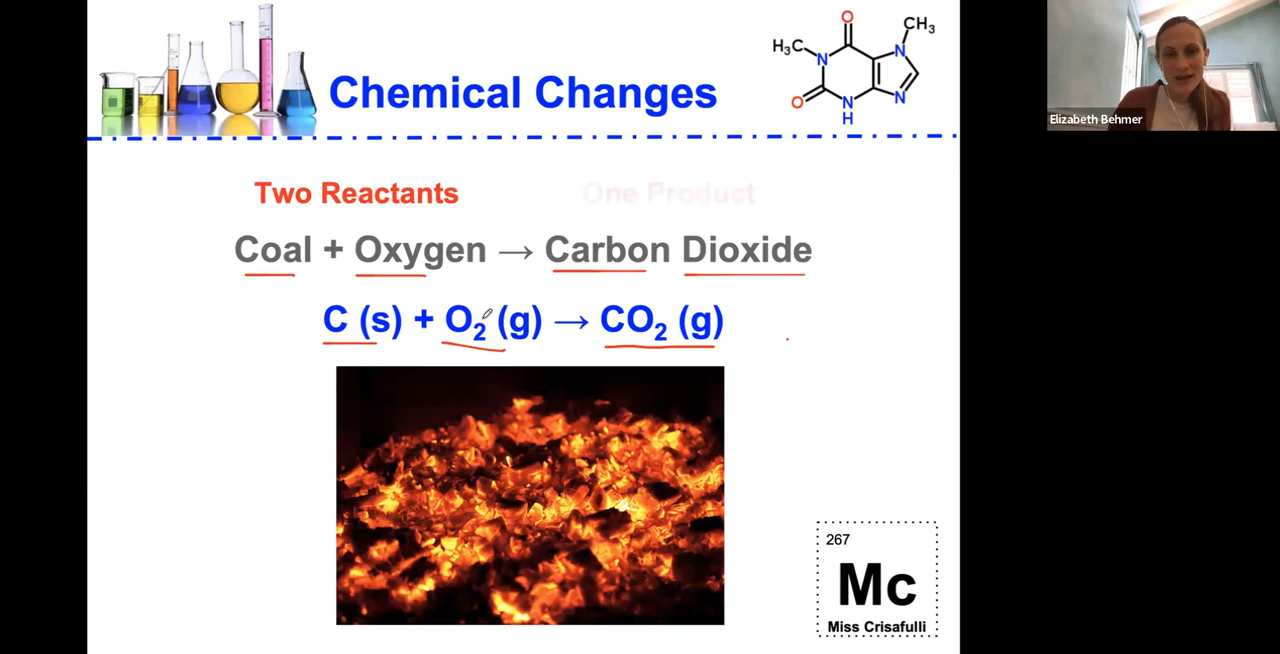 Chemical Changes
O
CH₃
H₃C
N
N
O
N
N
H
Elizabeth Behmer
Two Reactants
One Product
Coal + Oxygen → Carbon Dioxide
C (s) + O₂ (g) → CO₂ (g)
267
Mc
Miss Crisafulli